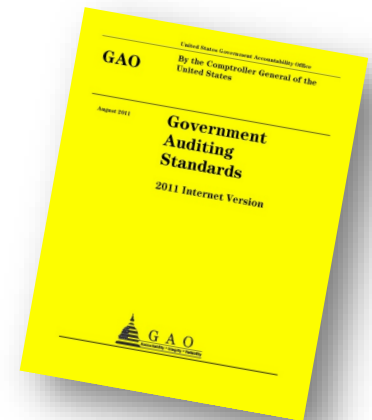 United States Government Accountability Office
GAO
By the Comptroller General of the
United States
August 2011
Government
Auditing
Standards
2011 Internet Version
GAO
Accountability * Integrity * Reliability